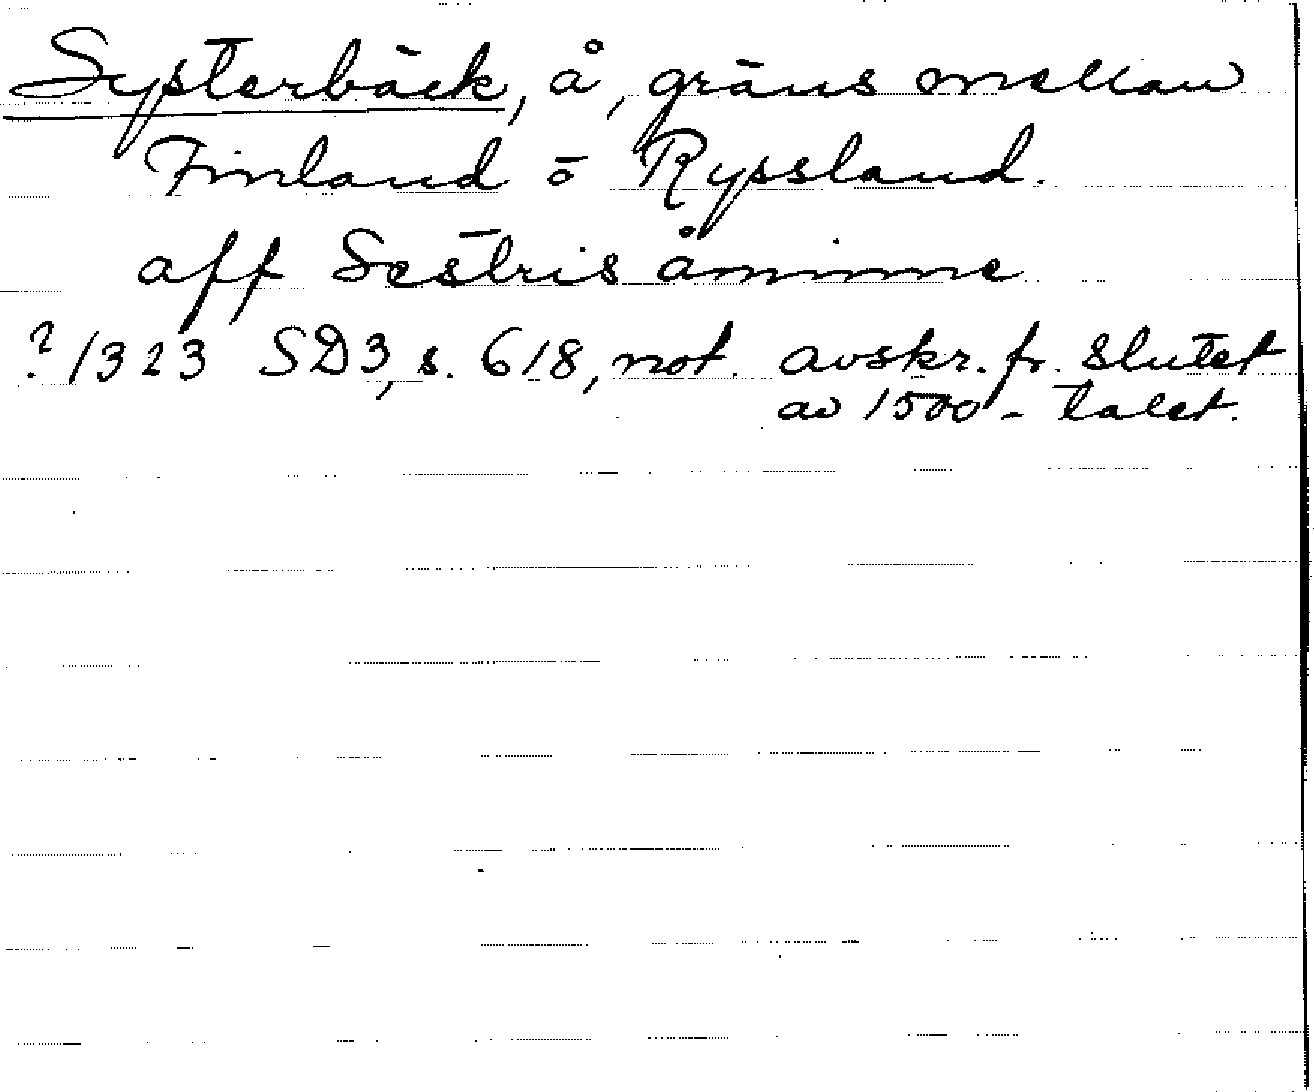 Systerbäck, å, gräns mellan
Finland o Ryssland.
aff Sestris åminne
? 1323 SD3, s. 618, not. avskr. fr. slutet
av 1500-talet.